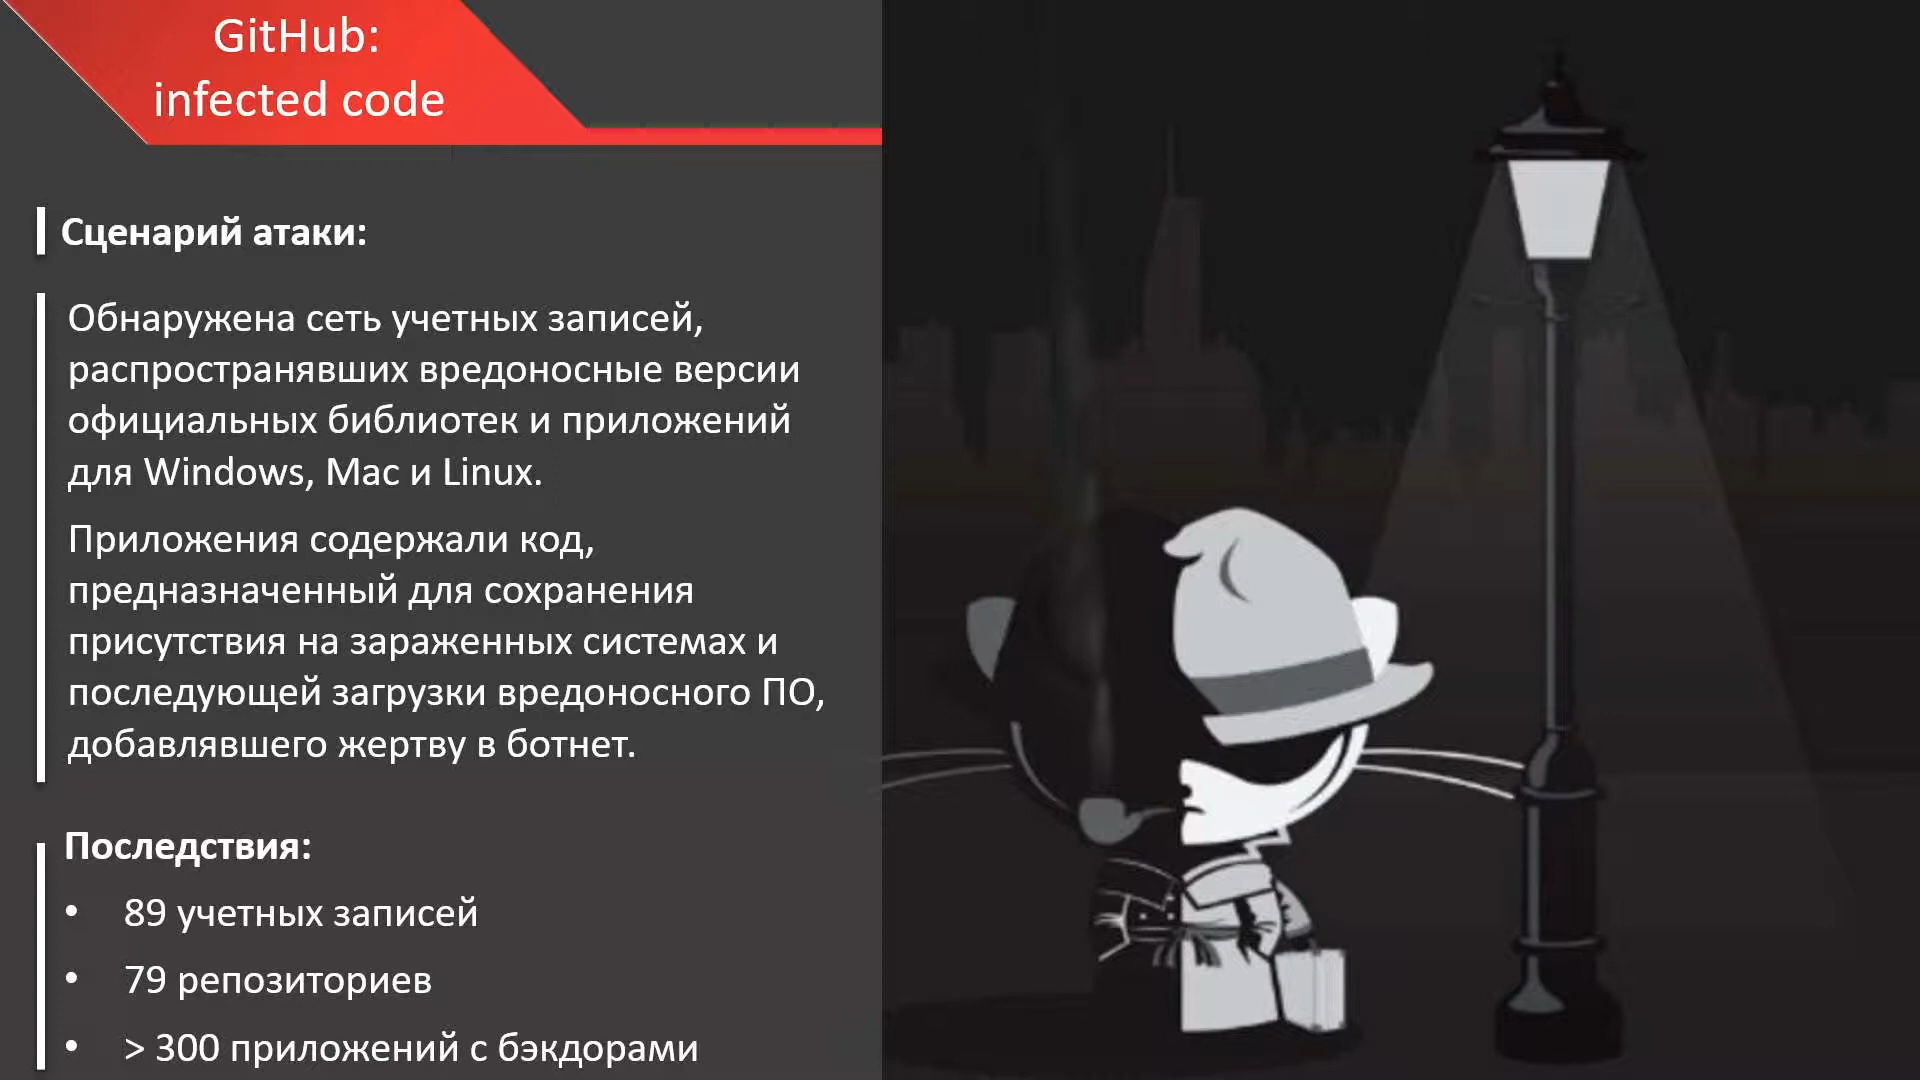 GitHub:
infected code
Сценарий атаки:
Обнаружена сеть учетных записей,
распространявших вредоносные версии
официальных библиотек и приложений
для Windows, Mac и Linux.
Приложения содержали код,
предназначенный для сохранения
присутствия на зараженных системах и
последующей загрузки вредоносного ПО,
добавлявшего жертву в ботнет.
Последствия:
• 89 учетных записей
• 79 репозиториев
• > 300 приложений с бэкдорами